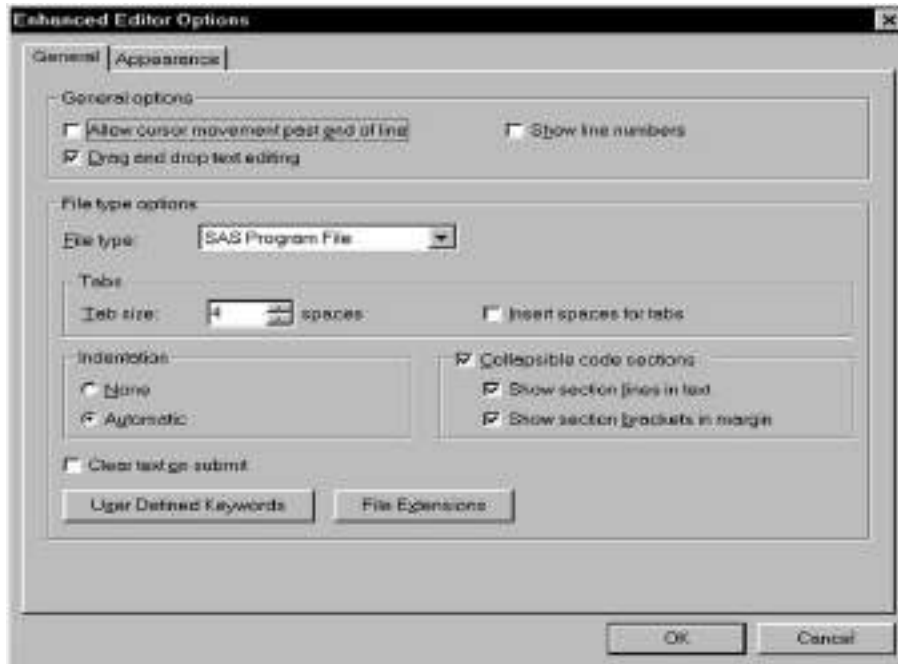 Enhanced Editor Options
General Appearance
General options
Allow cursor movement past end of line Show line numbers
Drag and drop text editing
File type options
File type: SAS Program File
Tabs
Tab size: 4 spaces Insert spaces for tabs
Indentation Collapsible code sections
None Show section lines in text
Automatic Show section brackets in margin
Clear text on submit
User Defined Keywords File Extensions
OK Cancel